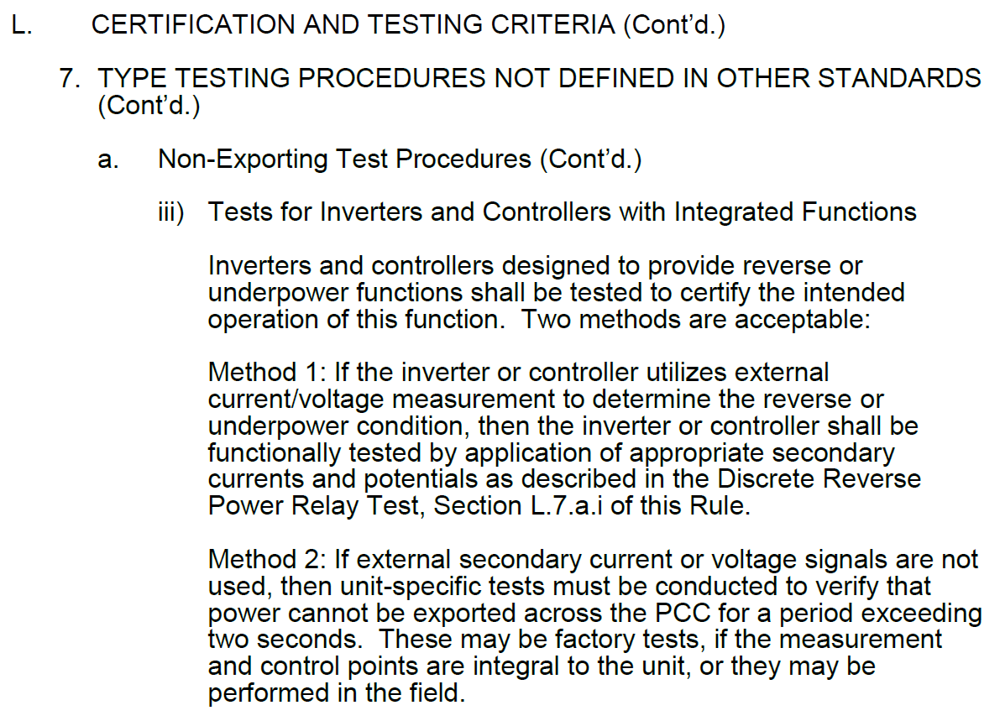 L. CERTIFICATION AND TESTING CRITERIA (Cont’d.)
7. TYPE TESTING PROCEDURES NOT DEFINED IN OTHER STANDARDS
(Cont’d.)
a. Non-Exporting Test Procedures (Cont’d.)
iii) Tests for Inverters and Controllers with Integrated Functions
Inverters and controllers designed to provide reverse or
underpower functions shall be tested to certify the intended
operation of this function.  Two methods are acceptable:
Method 1: If the inverter or controller utilizes external
current/voltage measurement to determine the reverse or
underpower condition, then the inverter or controller shall be
functionally tested by application of appropriate secondary
currents and potentials as described in the Discrete Reverse
Power Relay Test, Section L.7.a.i of this Rule.
Method 2: If external secondary current or voltage signals are not
used, then unit-specific tests must be conducted to verify that
power cannot be exported across the PCC for a period exceeding
two seconds.  These may be factory tests, if the measurement
and control points are integral to the unit, or they may be
performed in the field.